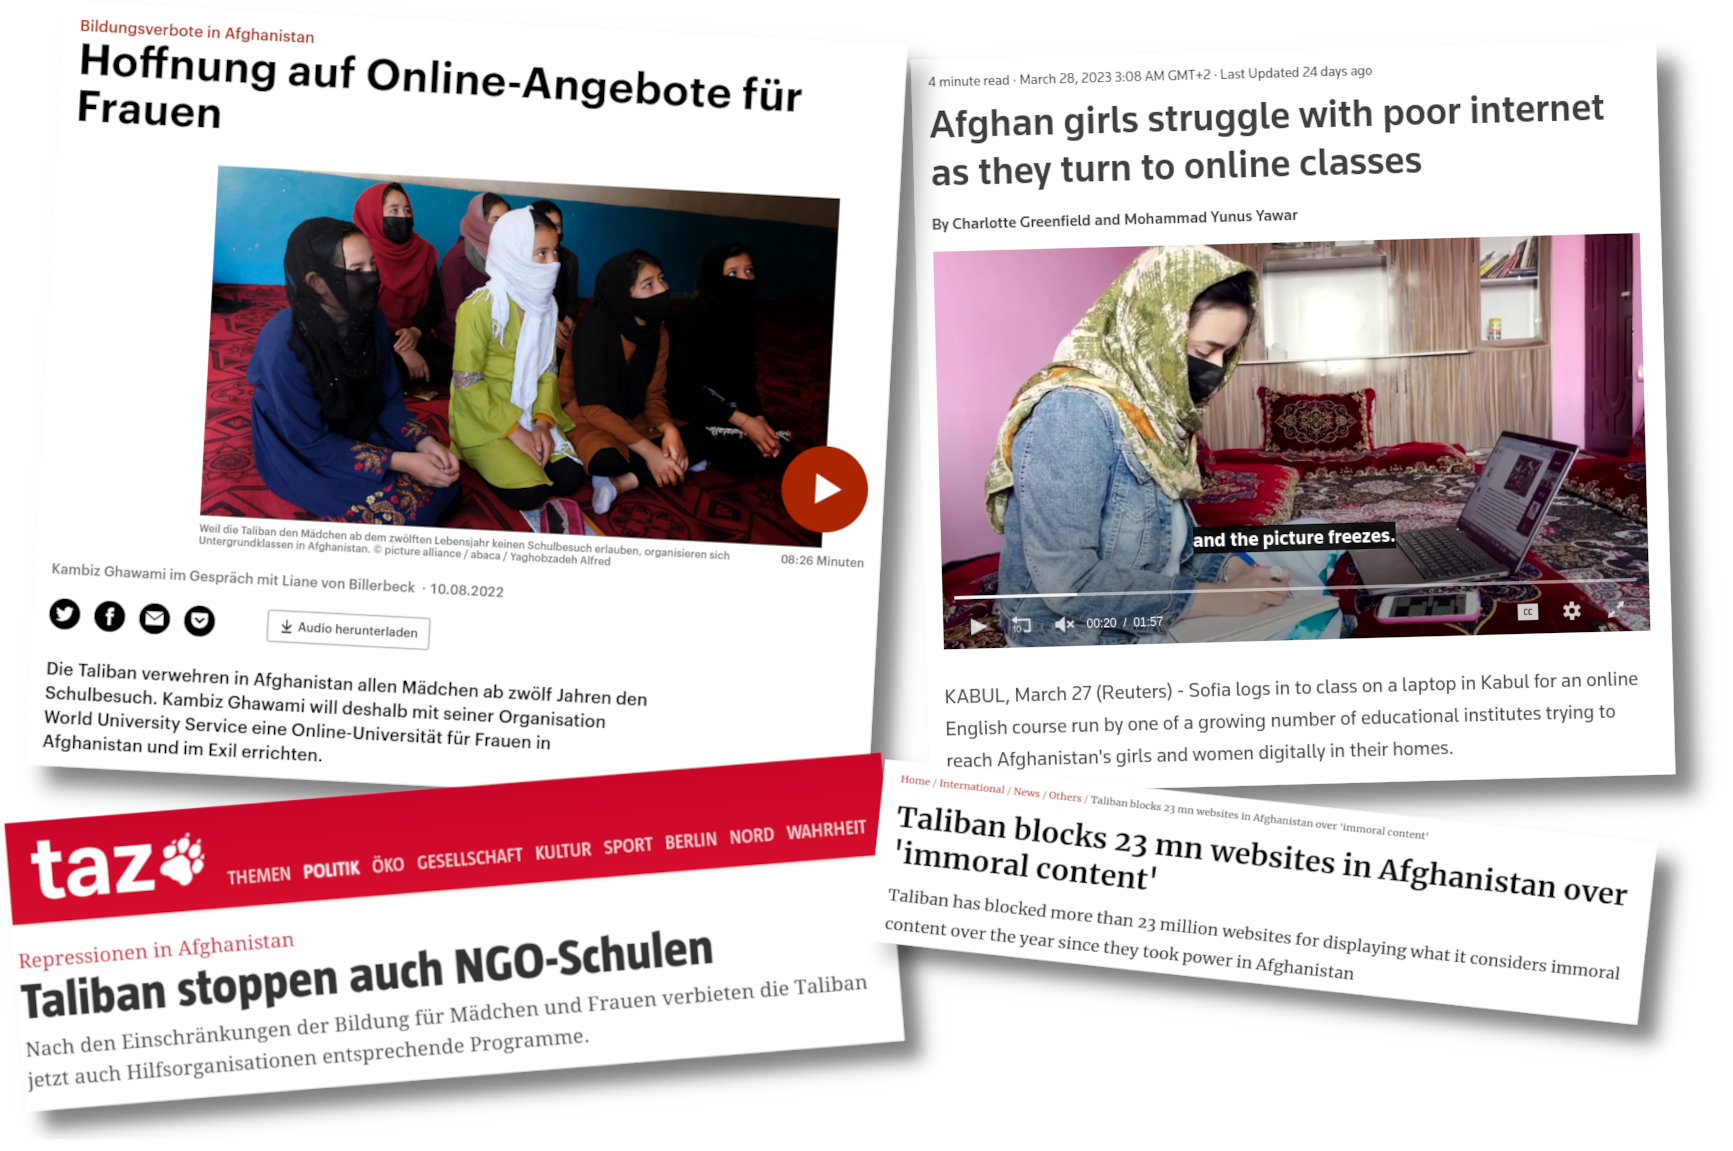 Bildungsverbote in Afghanistan
Hoffnung auf Online-Angebote für
Frauen
Weil die Taliban den Mädchen ab dem zwölften Lebensjahr keinen Schulbesuch erlauben, organisieren sich
Untergrundklassen in Afghanistan. © picture alliance / abaca / Yaghobzadeh Alfred
08:26 Minuten
Kambiz Ghawami im Gespräch mit Liane von Billerbeck · 10.08.2022
Audio herunterladen
Die Taliban verwehren in Afghanistan allen Mädchen ab zwölf Jahren den
Schulbesuch. Kambiz Ghawami will deshalb mit seiner Organisation
World University Service eine Online-Universität für Frauen in
Afghanistan und im Exil errichten.
4 minute read · March 28, 2023 3:08 AM GMT+2 · Last Updated 24 days ago
Afghan girls struggle with poor internet
as they turn to online classes
By Charlotte Greenfield and Mohammad Yunus Yawar
and the picture freezes.
10
00:20 / 01:57
CC
KABUL, March 27 (Reuters) - Sofia logs in to class on a laptop in Kabul for an online
English course run by one of a growing number of educational institutes trying to
reach Afghanistan's girls and women digitally in their homes.
taz
THEMEN POLITIK ÖKO GESELLSCHAFT KULTUR SPORT BERLIN NORD WAHRHEIT
Repressionen in Afghanistan
Taliban stoppen auch NGO-Schulen
Nach den Einschränkungen der Bildung für Mädchen und Frauen verbieten die Taliban
jetzt auch Hilfsorganisationen entsprechende Programme.
Home / International / News / Others / Taliban blocks 23 mn websites in Afghanistan over 'immoral content'
Taliban blocks 23 mn websites in Afghanistan over
'immoral content'
Taliban has blocked more than 23 million websites for displaying what it considers immoral
content over the year since they took power in Afghanistan